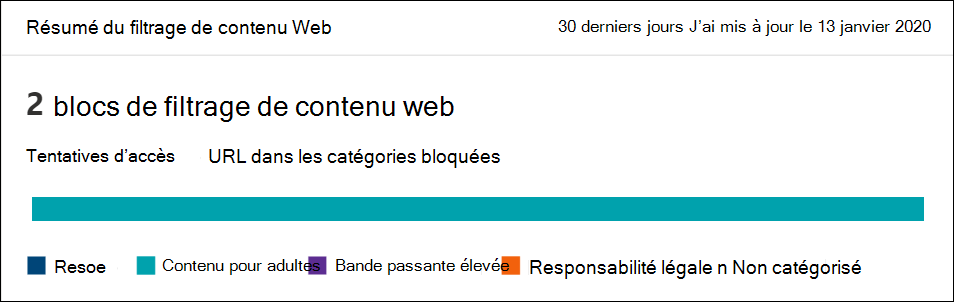 Résumé du filtrage de contenu Web 30 derniers jours J'ai mis à jour le 13 janvier 2020
2 blocs de filtrage de contenu web
Tentatives d'accès URL dans les catégories bloquées
Resoe Contenu pour adultes Bande passante élevée Responsabilité légale n Non catégorisé